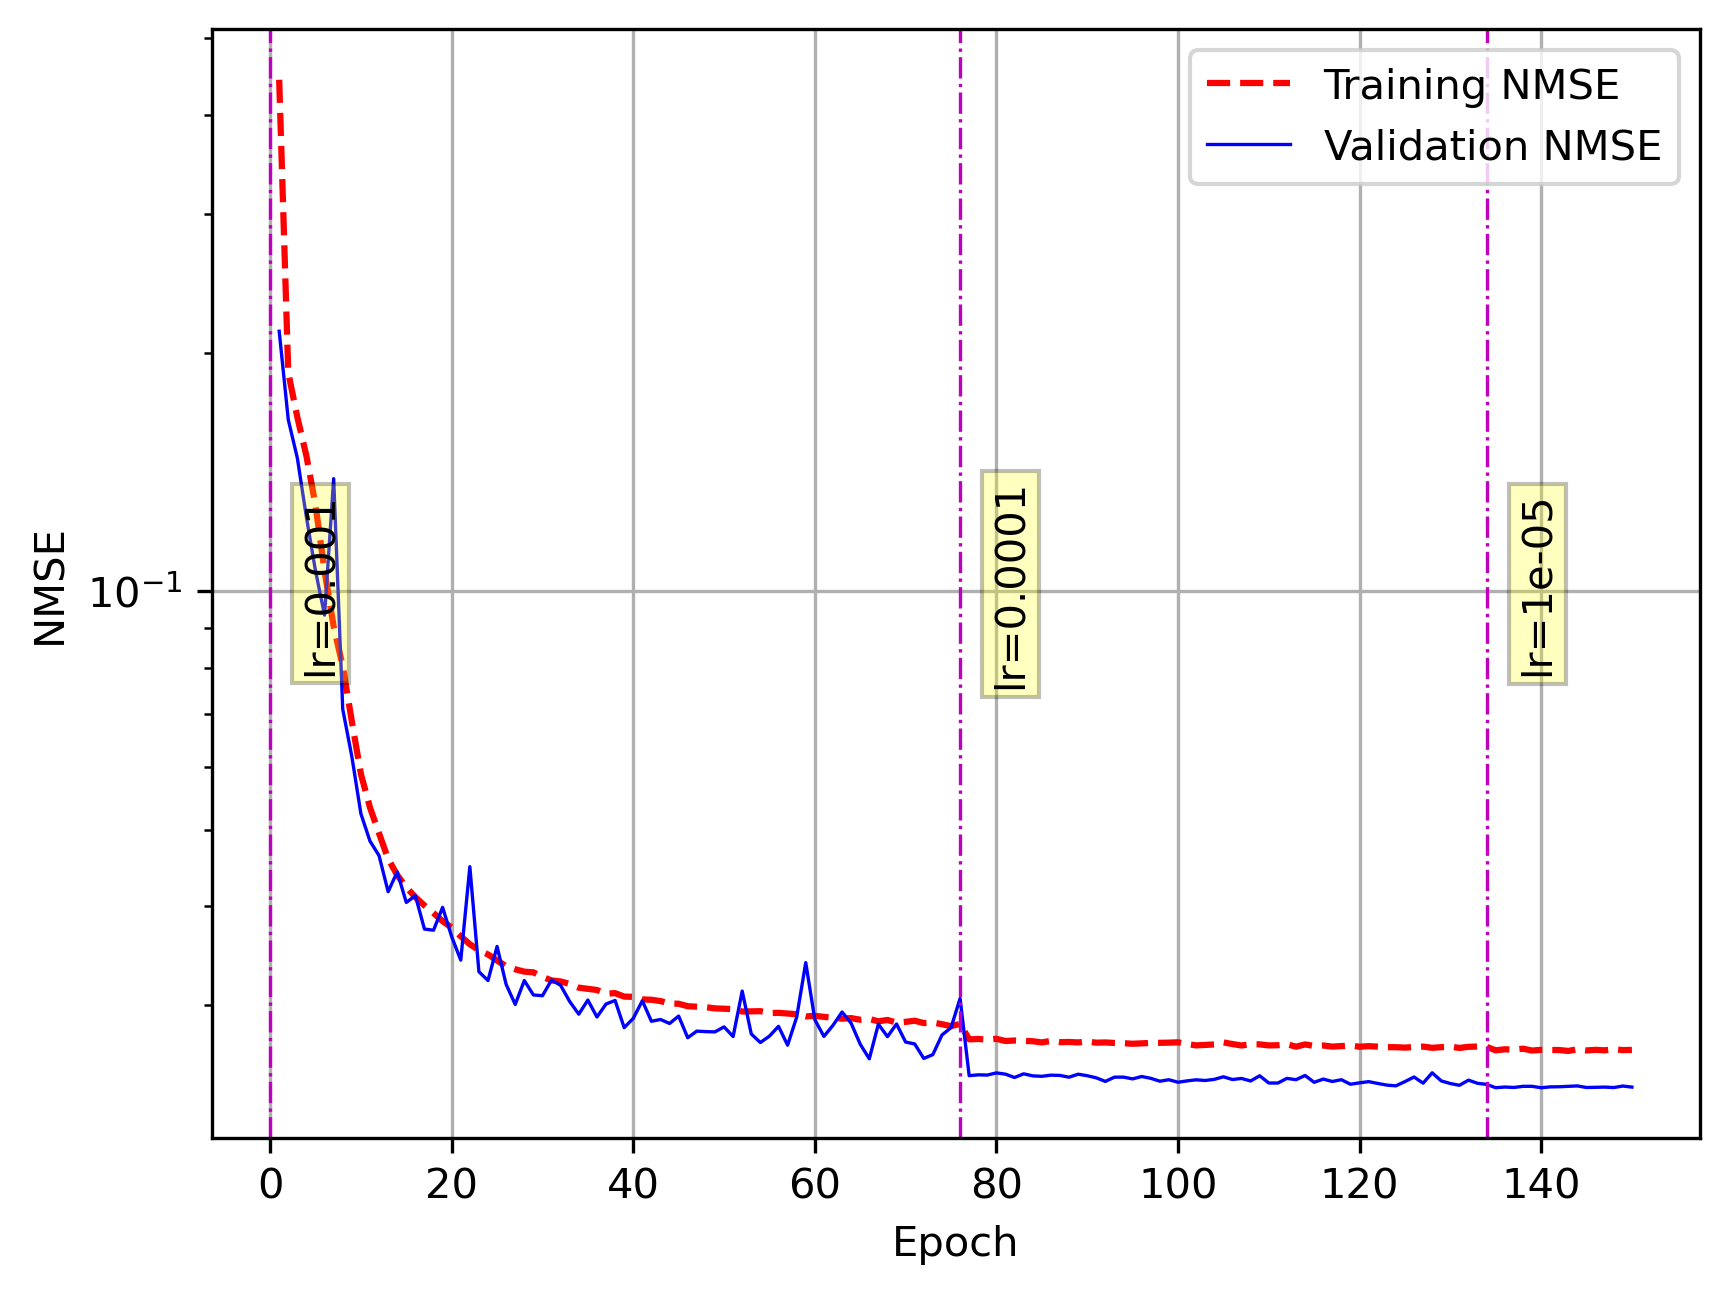 Training NMSE
Validation NMSE
NMSE
10⁻¹
lr=0.001
lr=0.0001
lr=1e-05
0 20 40 60 80 100 120 140
Epoch